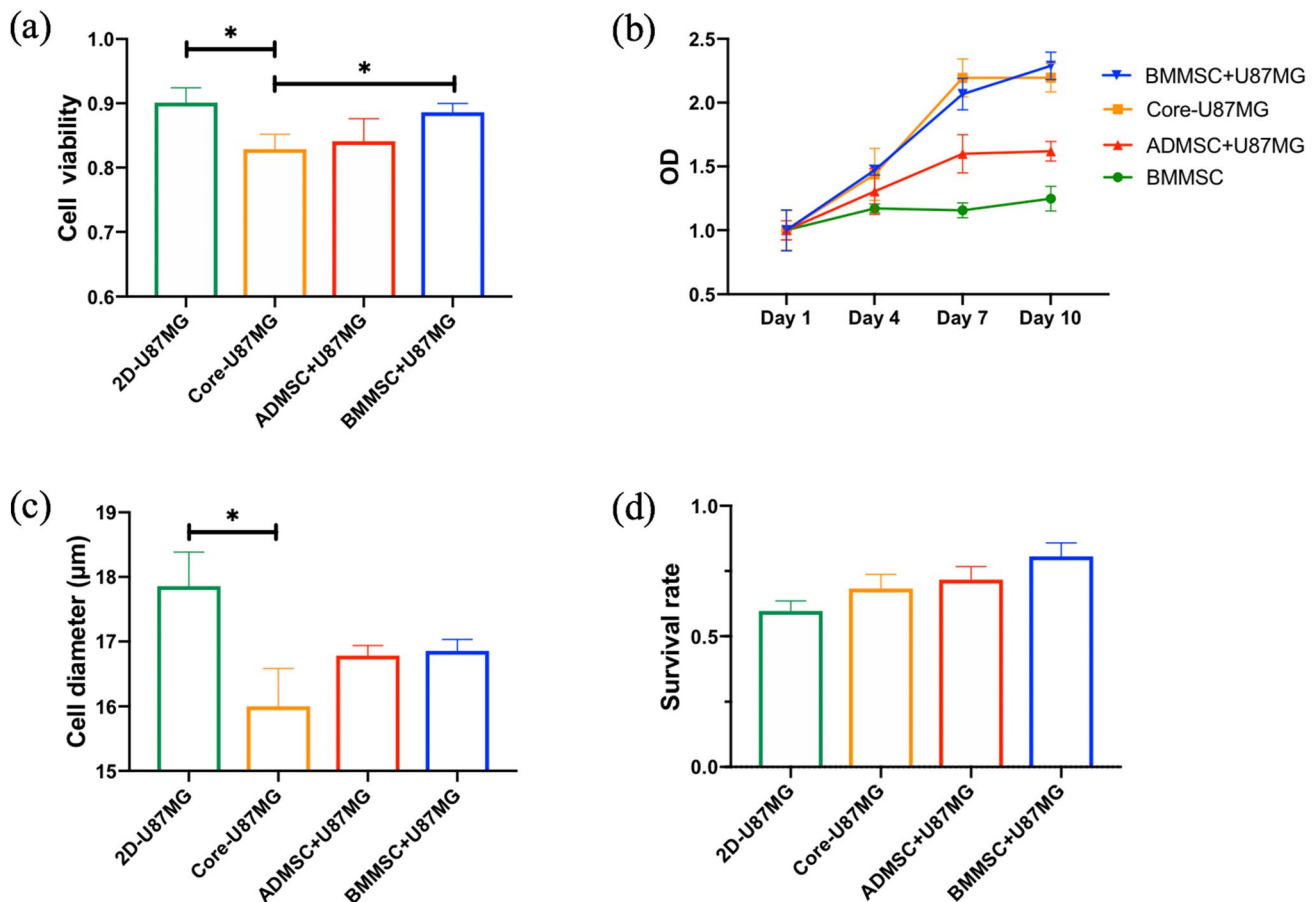 (a)
Cell viability
1.0
0.9
0.8
0.7
0.6
*
*
2D-U87MG
Core-U87MG
ADMSC+U87MG
BMMSC+U87MG
(b)
OD
2.5
2.0
1.5
1.0
0.5
Day 1
Day 4
Day 7
Day 10
BMMSC+U87MG
Core-U87MG
ADMSC+U87MG
BMMSC
(c)
Cell diameter (μm)
19
18
17
16
15
*
2D-U87MG
Core-U87MG
ADMSC+U87MG
BMMSC+U87MG
(d)
Survival rate
1.0
0.5
0.0
2D-U87MG
Core-U87MG
ADMSC+U87MG
BMMSC+U87MG